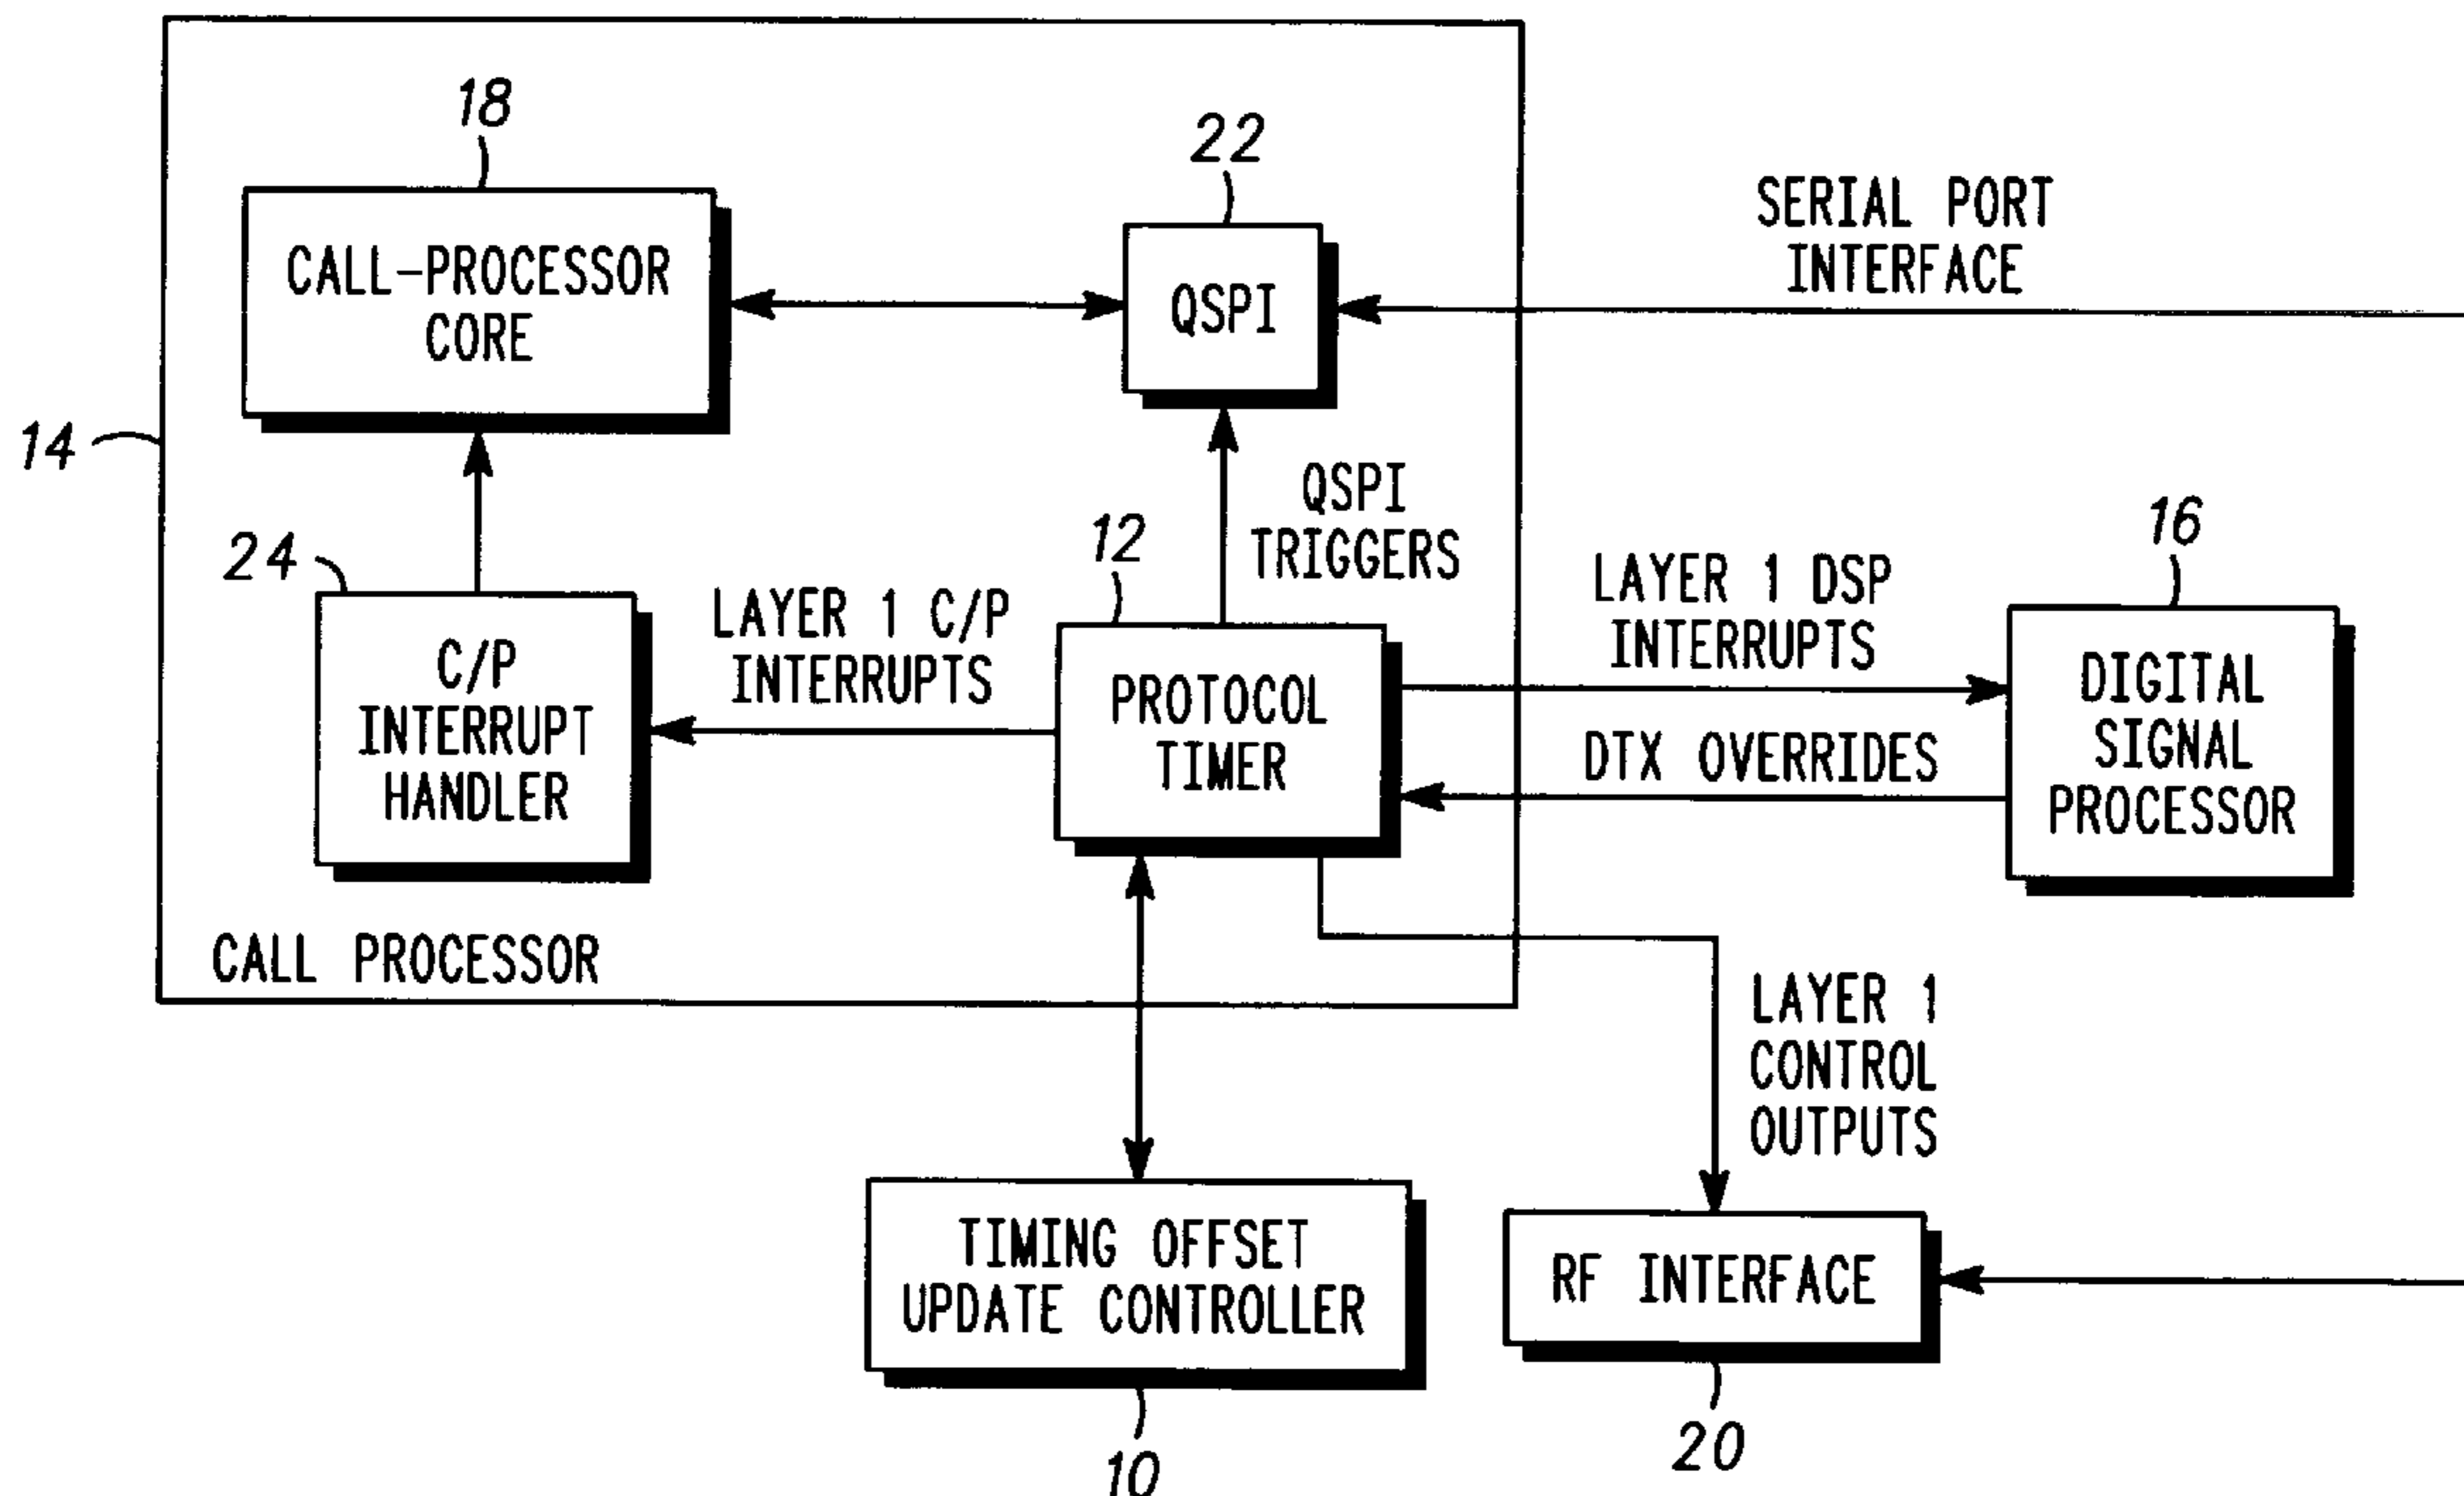 18
22
CALL-PROCESSOR
CORE
QSPI
SERIAL PORT
INTERFACE
14
QSPI
TRIGGERS
24
12
16
LAYER 1 C/P
INTERRUPTS
LAYER 1 DSP
INTERRUPTS
C/P
INTERRUPT
HANDLER
PROTOCOL
TIMER
DTX OVERRIDES
DIGITAL
SIGNAL
PROCESSOR
CALL PROCESSOR
LAYER 1
CONTROL
OUTPUTS
TIMING OFFSET
UPDATE CONTROLLER
RF INTERFACE
10
20